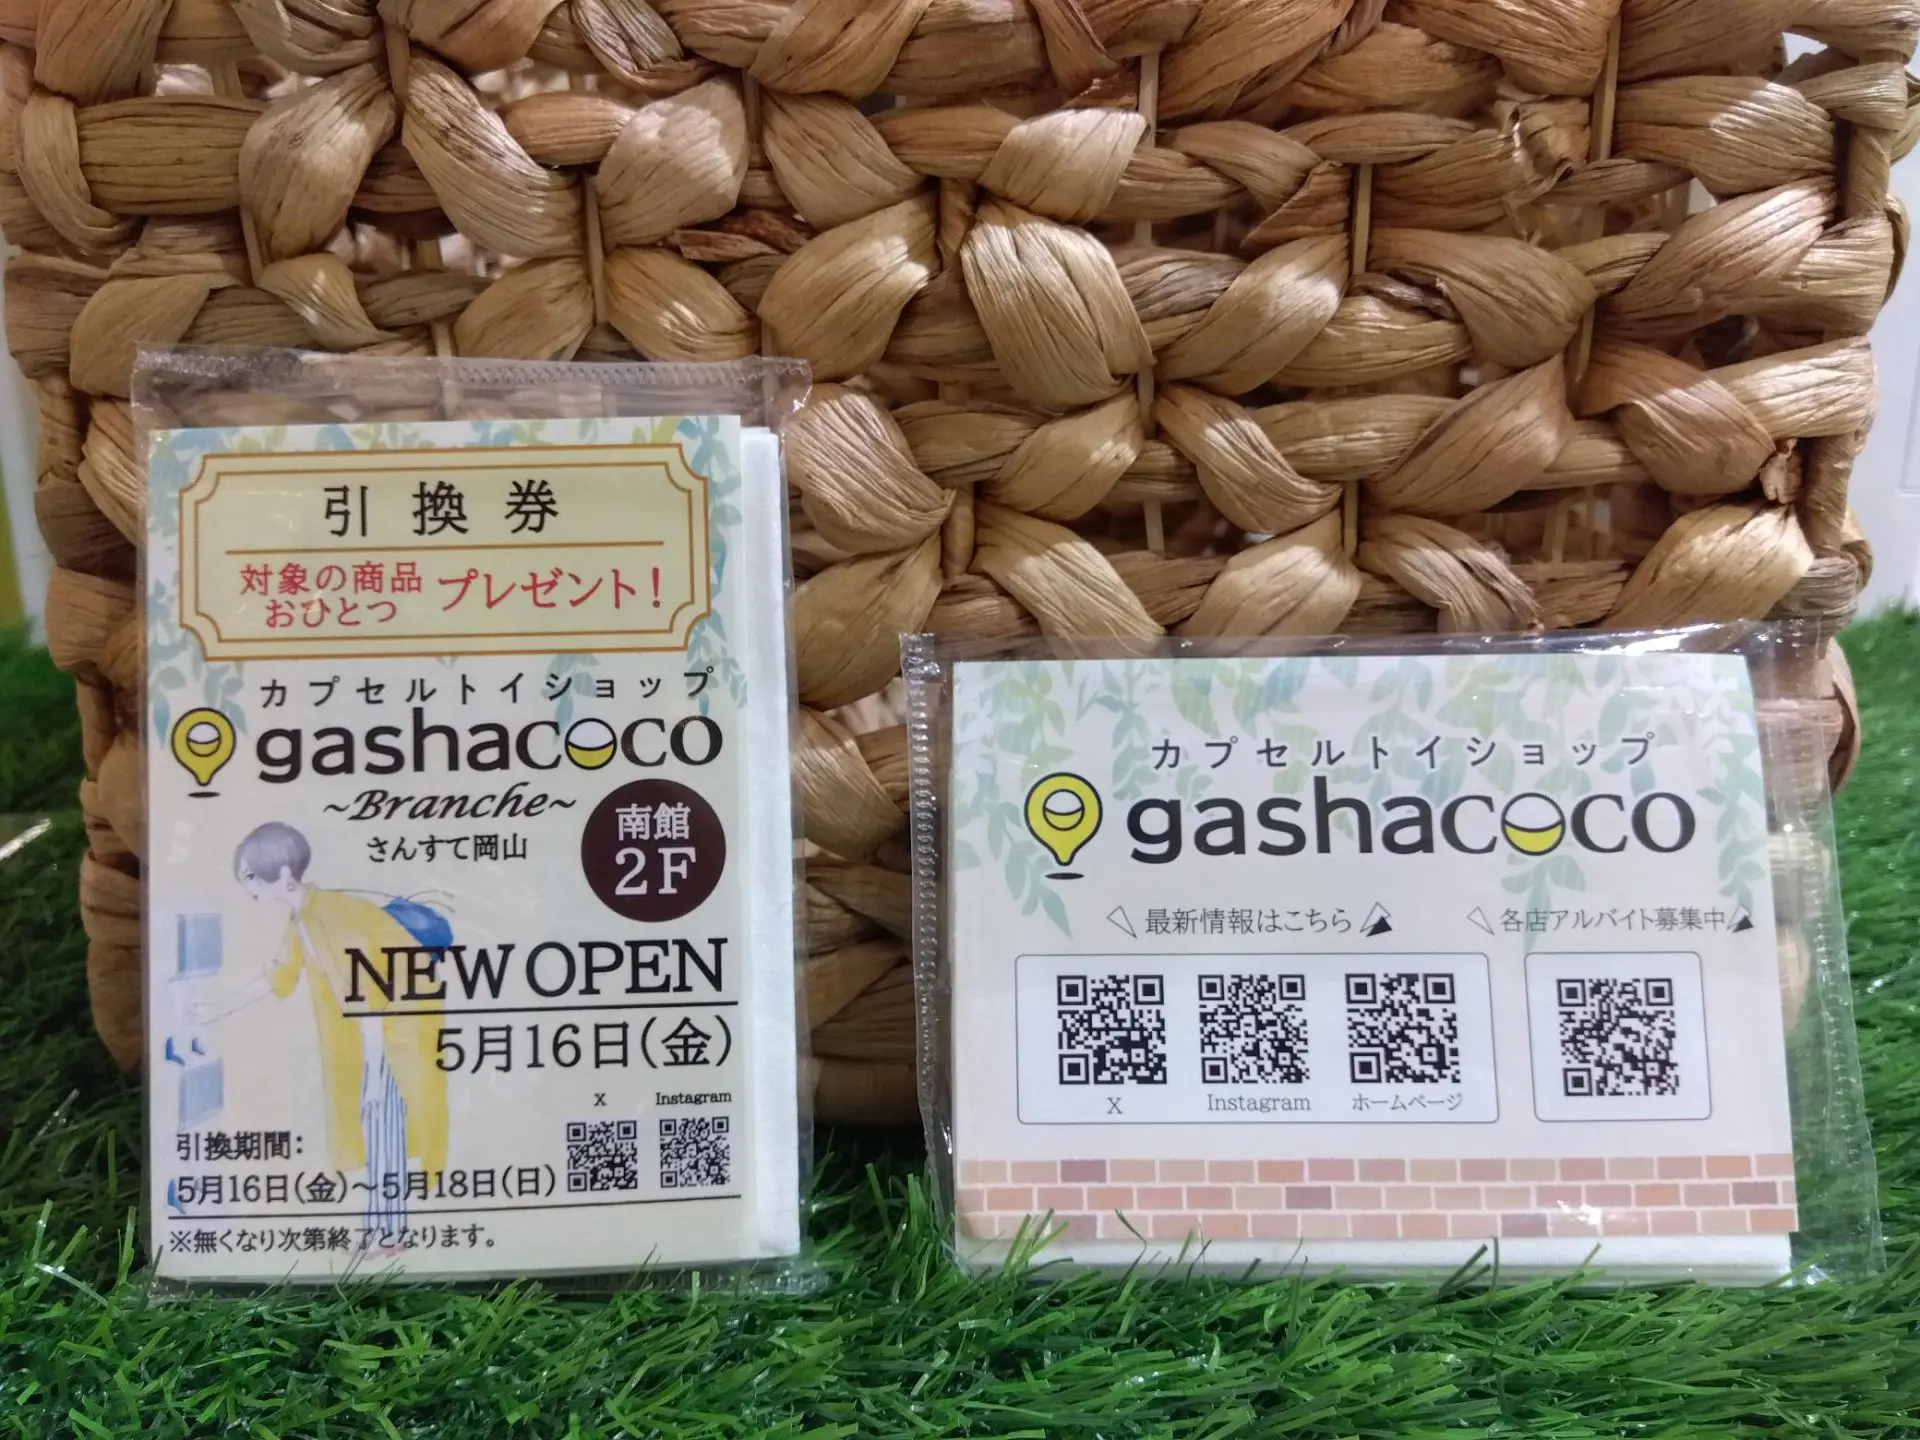 引換券
対象の商品
おひとつ
プレゼント!
カプセルトイショップ
gashacoco
~Branche~
さんすて岡山
南館
2F
NEW OPEN
5月16日(金)
X Instagram
引換期間:
5月16日(金)~5月18日(日)
※無くなり次第終了となります。
カプセルトイショップ
gashacoco
最新情報はこちら
各店アルバイト募集中
X Instagram ホームページ